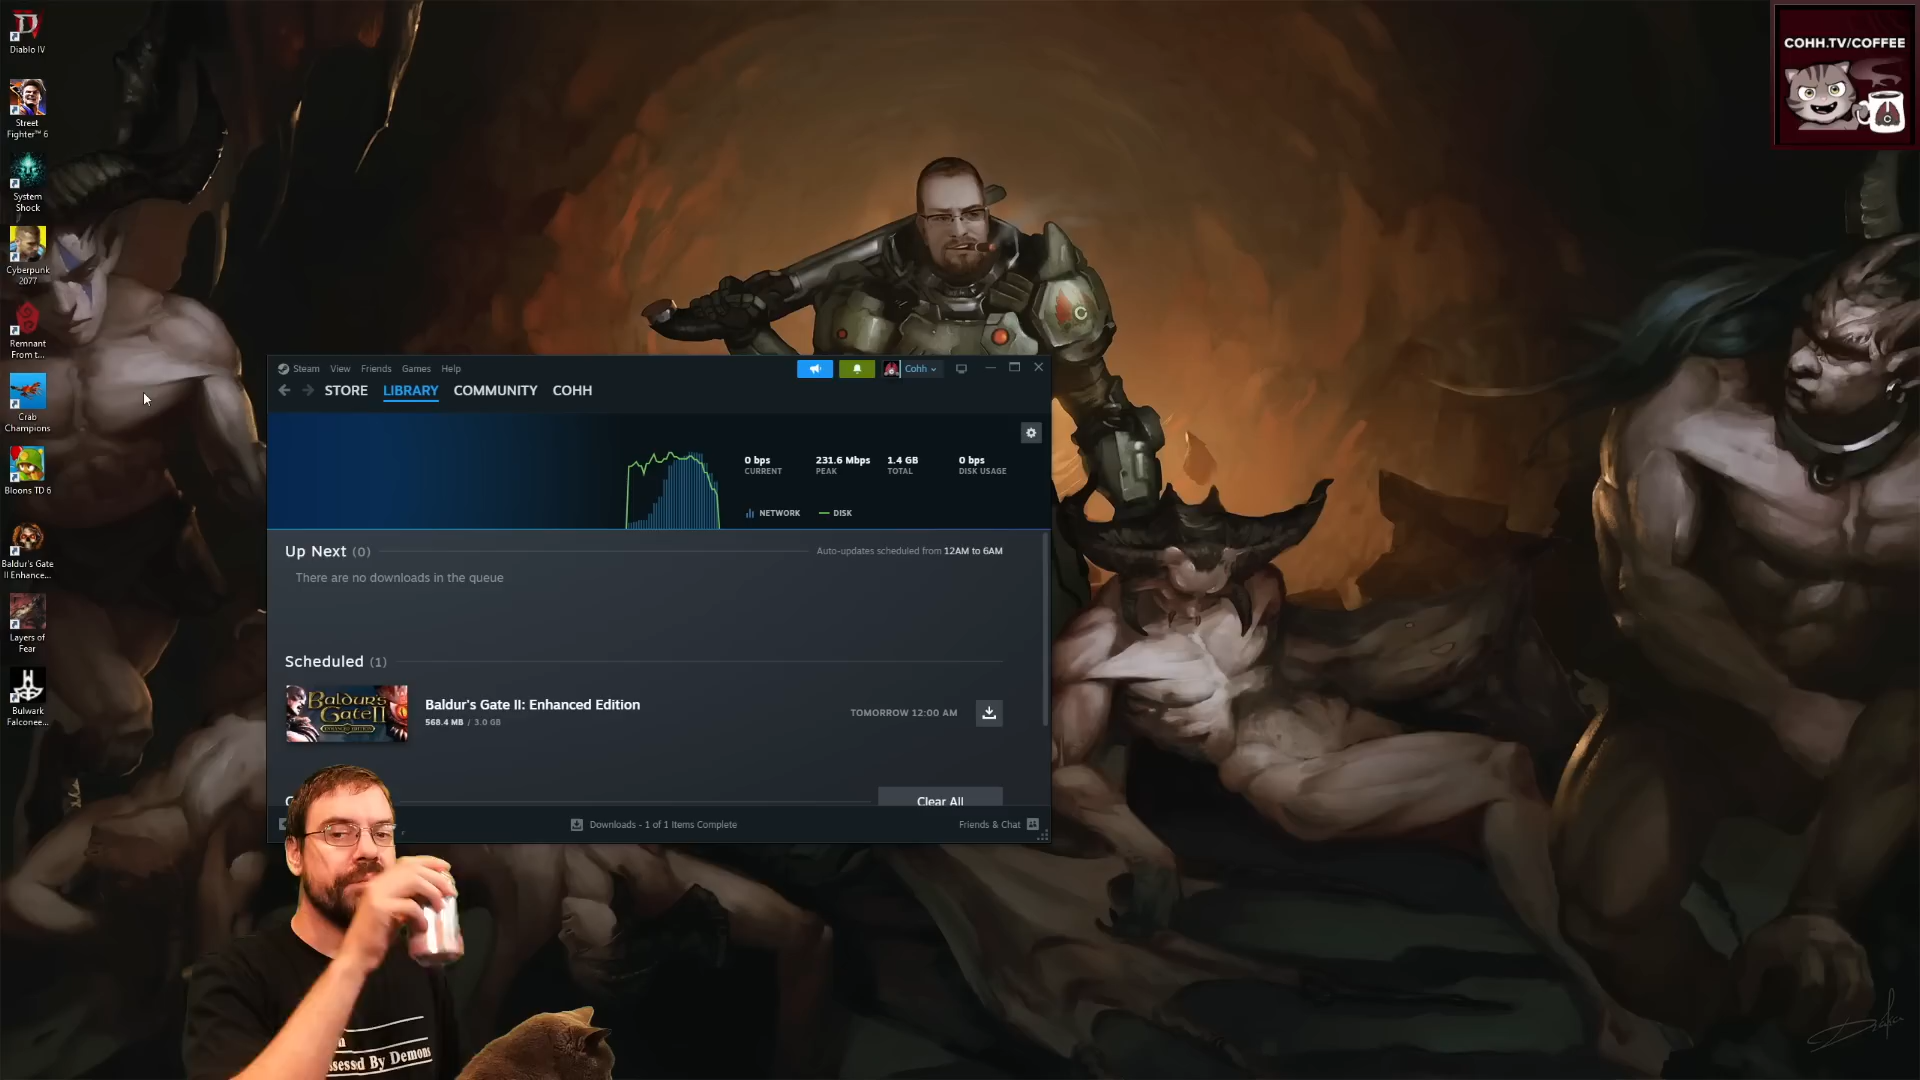 Diablo IV
Street
Fighter™ 6
System
Shock
Cyberpunk
2077
Remnant
From t...
Crab
Champions
Bloons TD 6
Baldur's Gate
II Enhance...
Layers of
Fear
Bulwark
Falconee...
COHH.TV/COFFEE
Steam View Friends Games Help
Cohh
STORE LIBRARY COMMUNITY COHH
0 bps 231.6 Mbps 1.4 GB 0 bps
CURRENT PEAK TOTAL DISK USAGE
NETWORK DISK
Up Next (0) Auto-updates scheduled from 12AM to 6AM
There are no downloads in the queue
Scheduled (1)
Baldur's
Gate II
ENHANCED EDITION
Baldur's Gate II: Enhanced Edition
568.4 MB / 3.0 GB
TOMORROW 12:00 AM
Clear All
Downloads - 1 of 1 Items Complete
Friends & Chat
ssessed By Demons